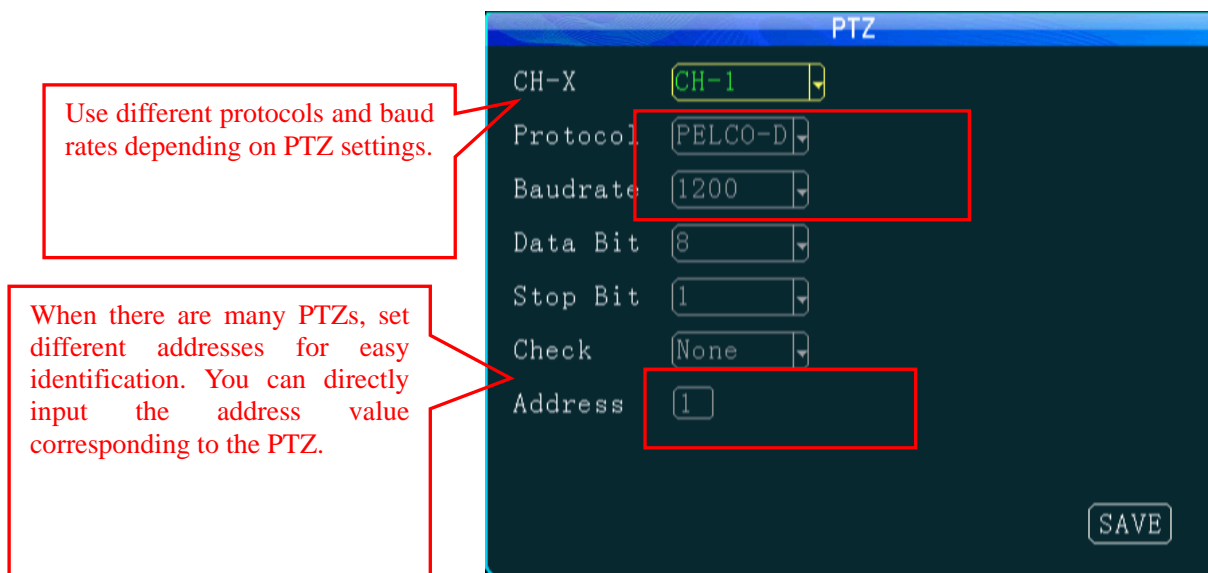 PTZ
CH-X CH-1
Use different protocols and baud
rates depending on PTZ settings.
Protocol PELCO-D
Baudrate 1200
Data Bit 8
Stop Bit 1
When there are many PTZs, set
different addresses for easy
identification. You can directly
input the address value
corresponding to the PTZ.
Check None
Address 1
SAVE